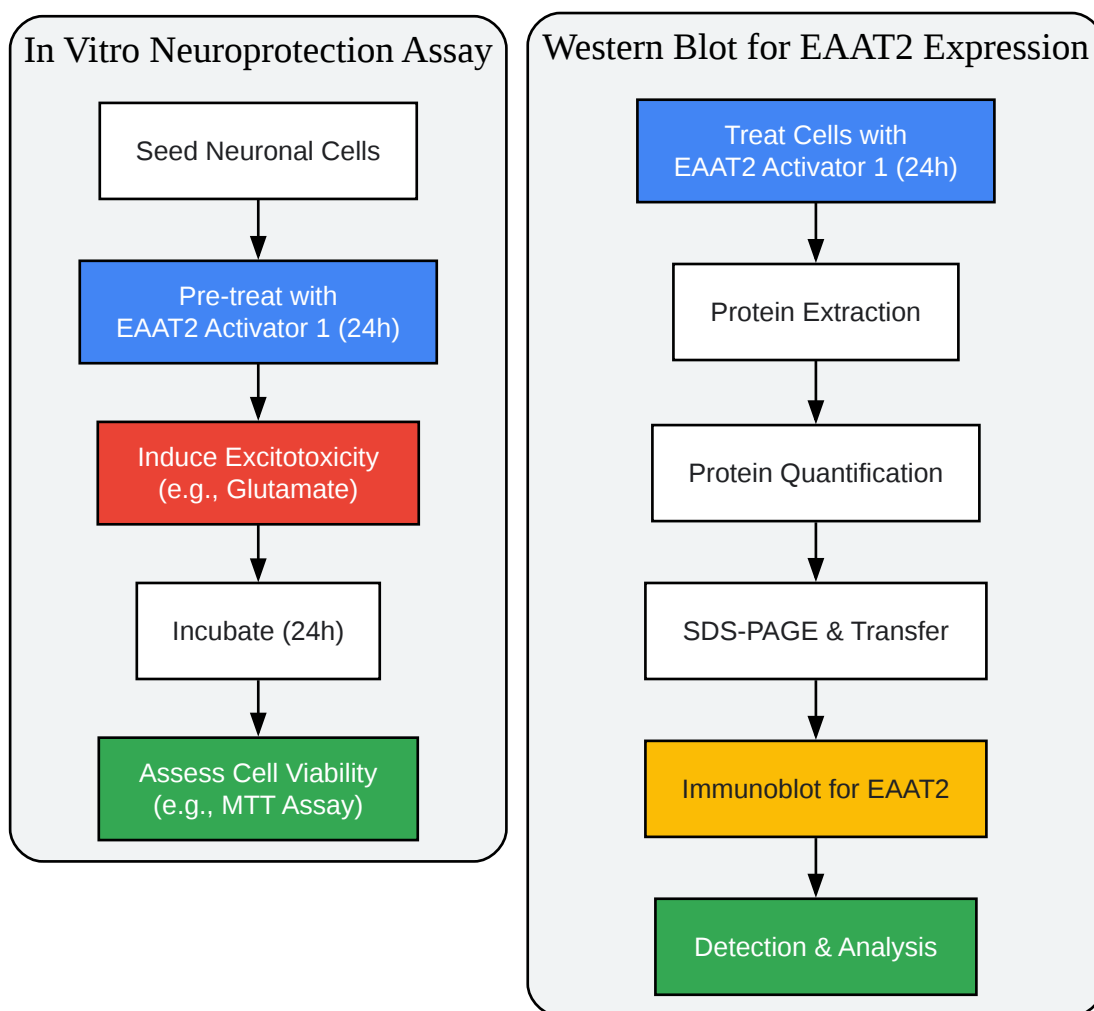 In Vitro Neuroprotection Assay
Seed Neuronal Cells
Pre-treat with
EAAT2 Activator 1 (24h)
Induce Excitotoxicity
(e.g., Glutamate)
Incubate (24h)
Assess Cell Viability
(e.g., MTT Assay)
Western Blot for EAAT2 Expression
Treat Cells with
EAAT2 Activator 1 (24h)
Protein Extraction
Protein Quantification
SDS-PAGE & Transfer
Immunoblot for EAAT2
Detection & Analysis